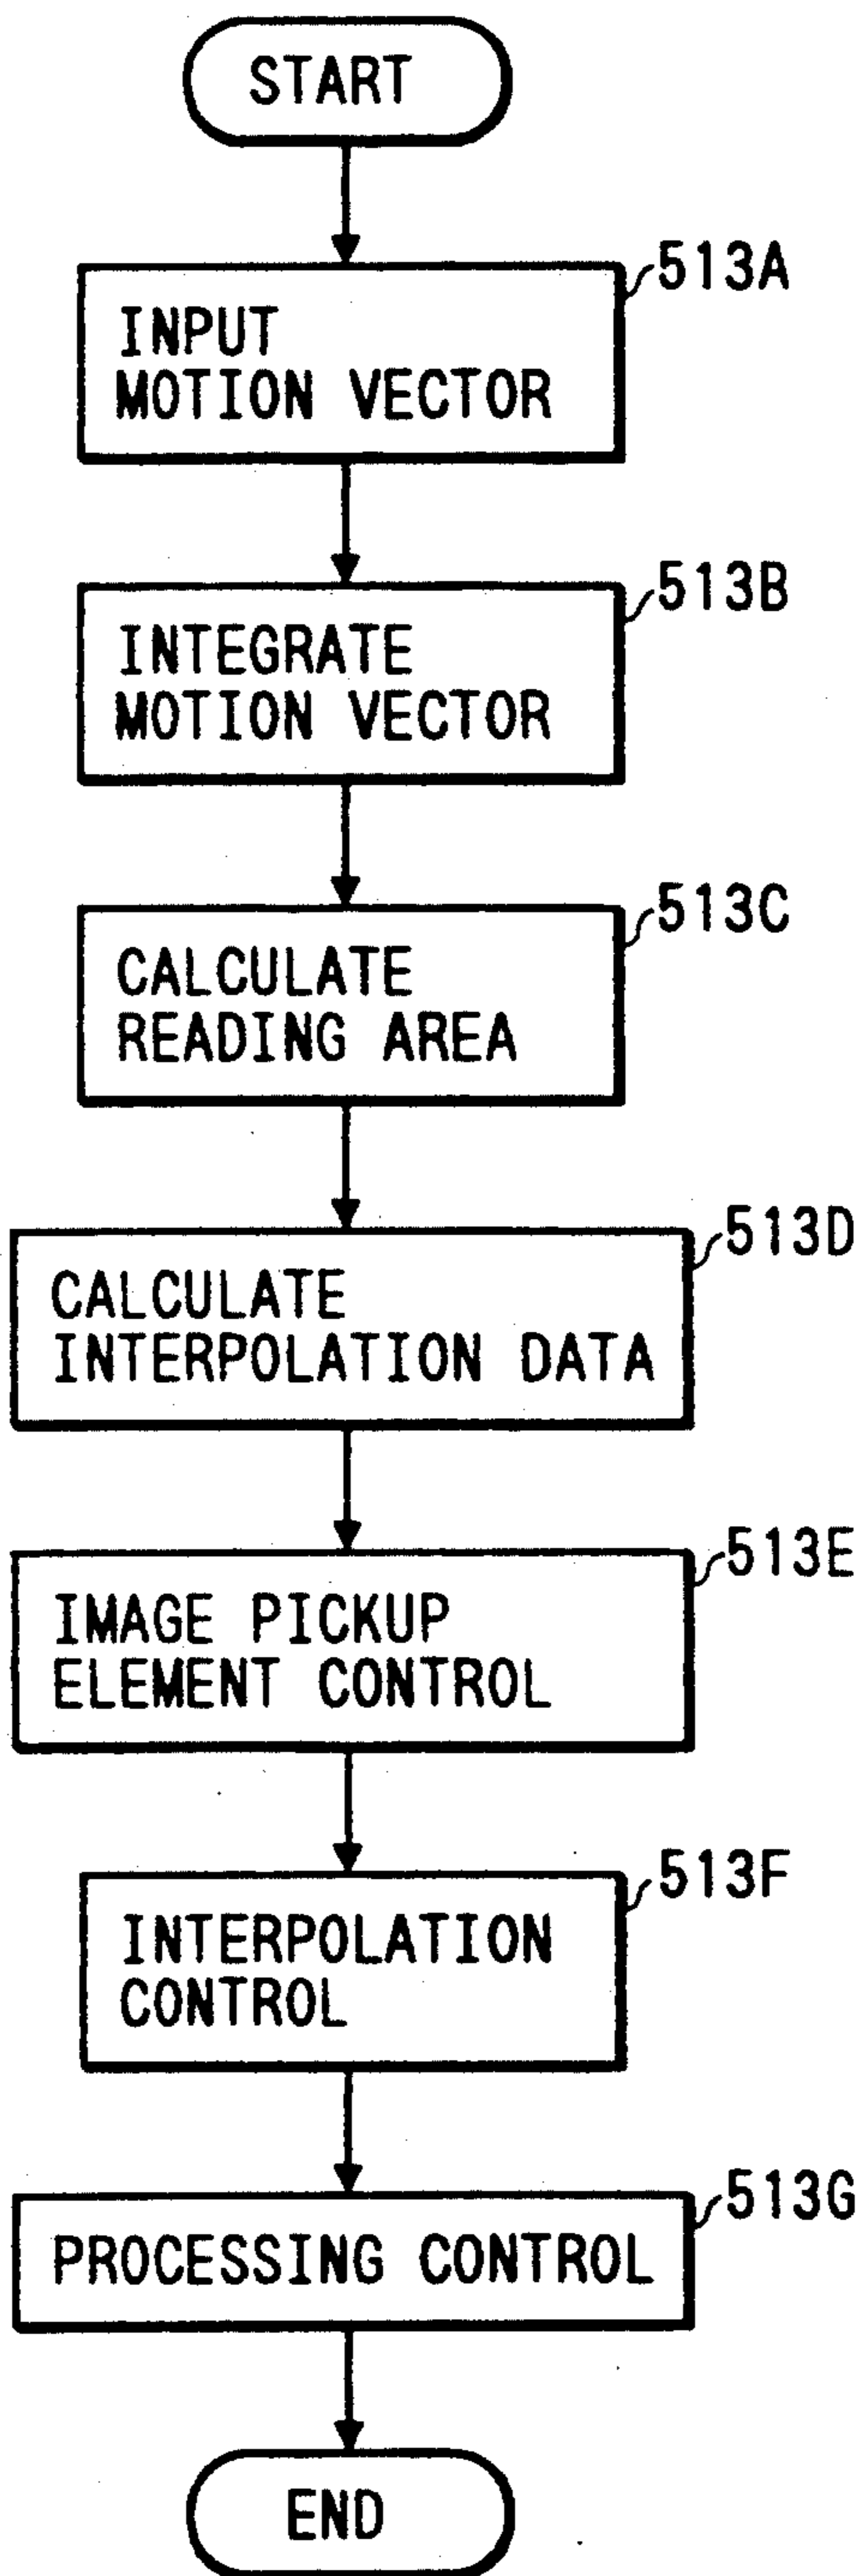 START
513A
INPUT
MOTION VECTOR
513B
INTEGRATE
MOTION VECTOR
513C
CALCULATE
READING AREA
513D
CALCULATE
INTERPOLATION DATA
513E
IMAGE PICKUP
ELEMENT CONTROL
513F
INTERPOLATION
CONTROL
513G
PROCESSING CONTROL
END